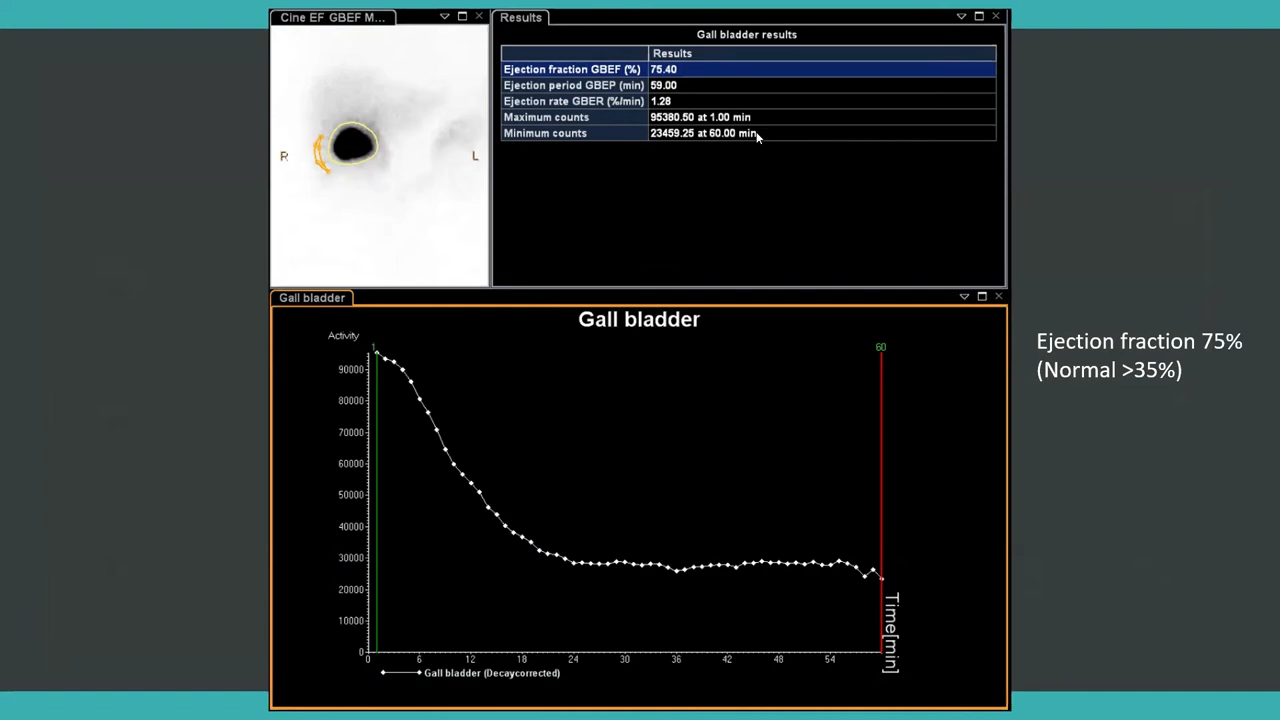 Cine EF GBEF M...
R
L
Results
Gall bladder results
Results
Ejection fraction GBEF (%) 75.40
Ejection period GBEP (min) 59.00
Ejection rate GBER (%/min) 1.28
Maximum counts 95380.50 at 1.00 min
Minimum counts 23459.25 at 60.00 min
Gall bladder
Gall bladder
Activity
1
60
90000
80000
70000
60000
50000
40000
30000
20000
10000
0
0 6 12 18 24 30 36 42 48 54
Time[min]
Gall bladder (Decaycorrected)
Ejection fraction 75%
(Normal >35%)